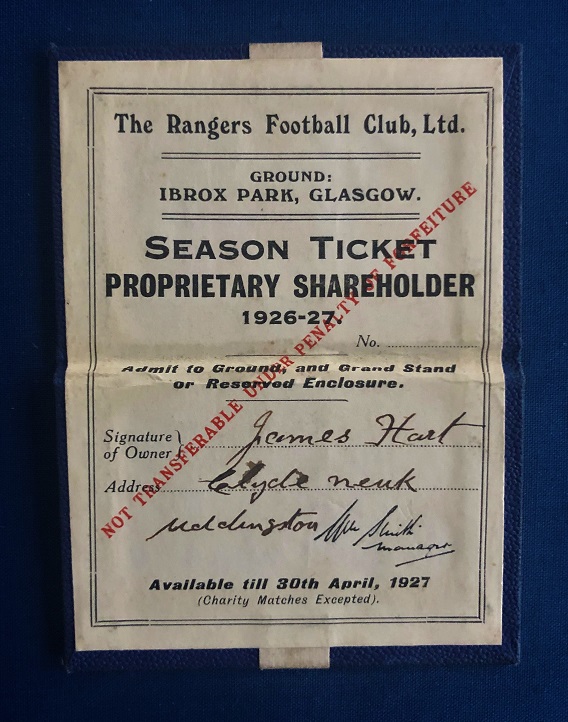 The Rangers Football Club, Ltd.
GROUND:
IBROX PARK, GLASGOW.
SEASON TICKET
PROPRIETARY SHAREHOLDER
1926-27.
No.
Admit to Ground, and Grand Stand
or Reserved Enclosure.
NOT TRANSFERABLE UNDER PENALTY OF FORFEITURE
Signature of Owner } James Hart
Address Clyde neuk
Uddingston Wm Smith
manager
Available till 30th April, 1927
(Charity Matches Excepted).